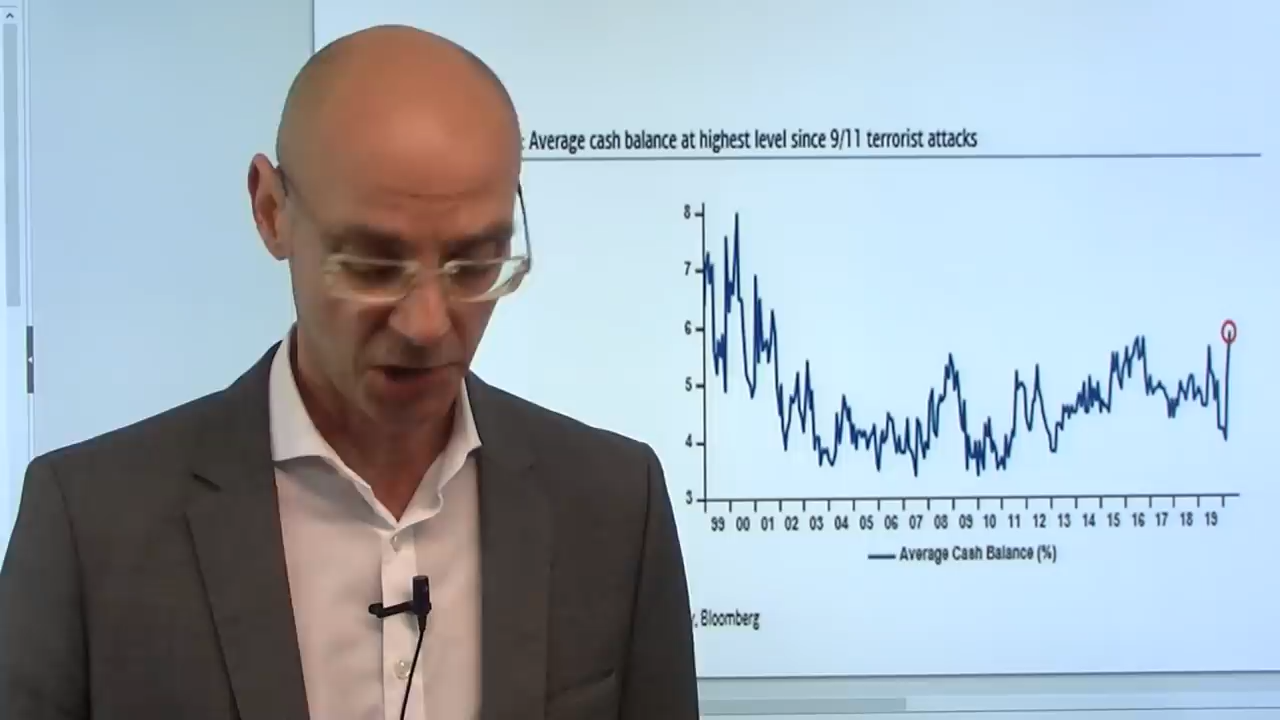 : Average cash balance at highest level since 9/11 terrorist attacks
8
7
6
5
4
3
99 00 01 02 03 04 05 06 07 08 09 10 11 12 13 14 15 16 17 18 19
Average Cash Balance (%)
, Bloomberg